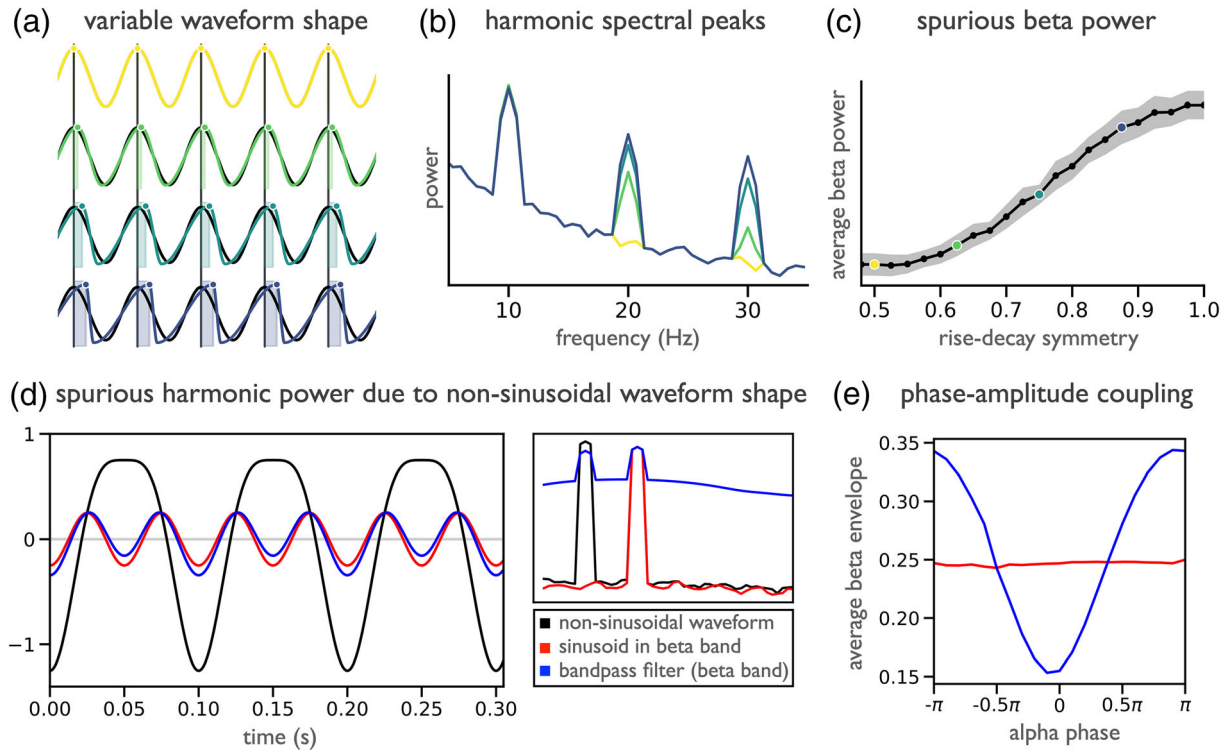 (a) variable waveform shape
(b) harmonic spectral peaks
power
10 20 30
frequency (Hz)
(c) spurious beta power
average beta power
0.5 0.6 0.7 0.8 0.9 1.0
rise-decay symmetry
(d) spurious harmonic power due to non-sinusoidal waveform shape
1
0
−1
0.00 0.05 0.10 0.15 0.20 0.25 0.30
time (s)
non-sinusoidal waveform
sinusoid in beta band
bandpass filter (beta band)
(e) phase-amplitude coupling
average beta envelope
0.35
0.30
0.25
0.20
0.15
-π -0.5π 0 0.5π π
alpha phase